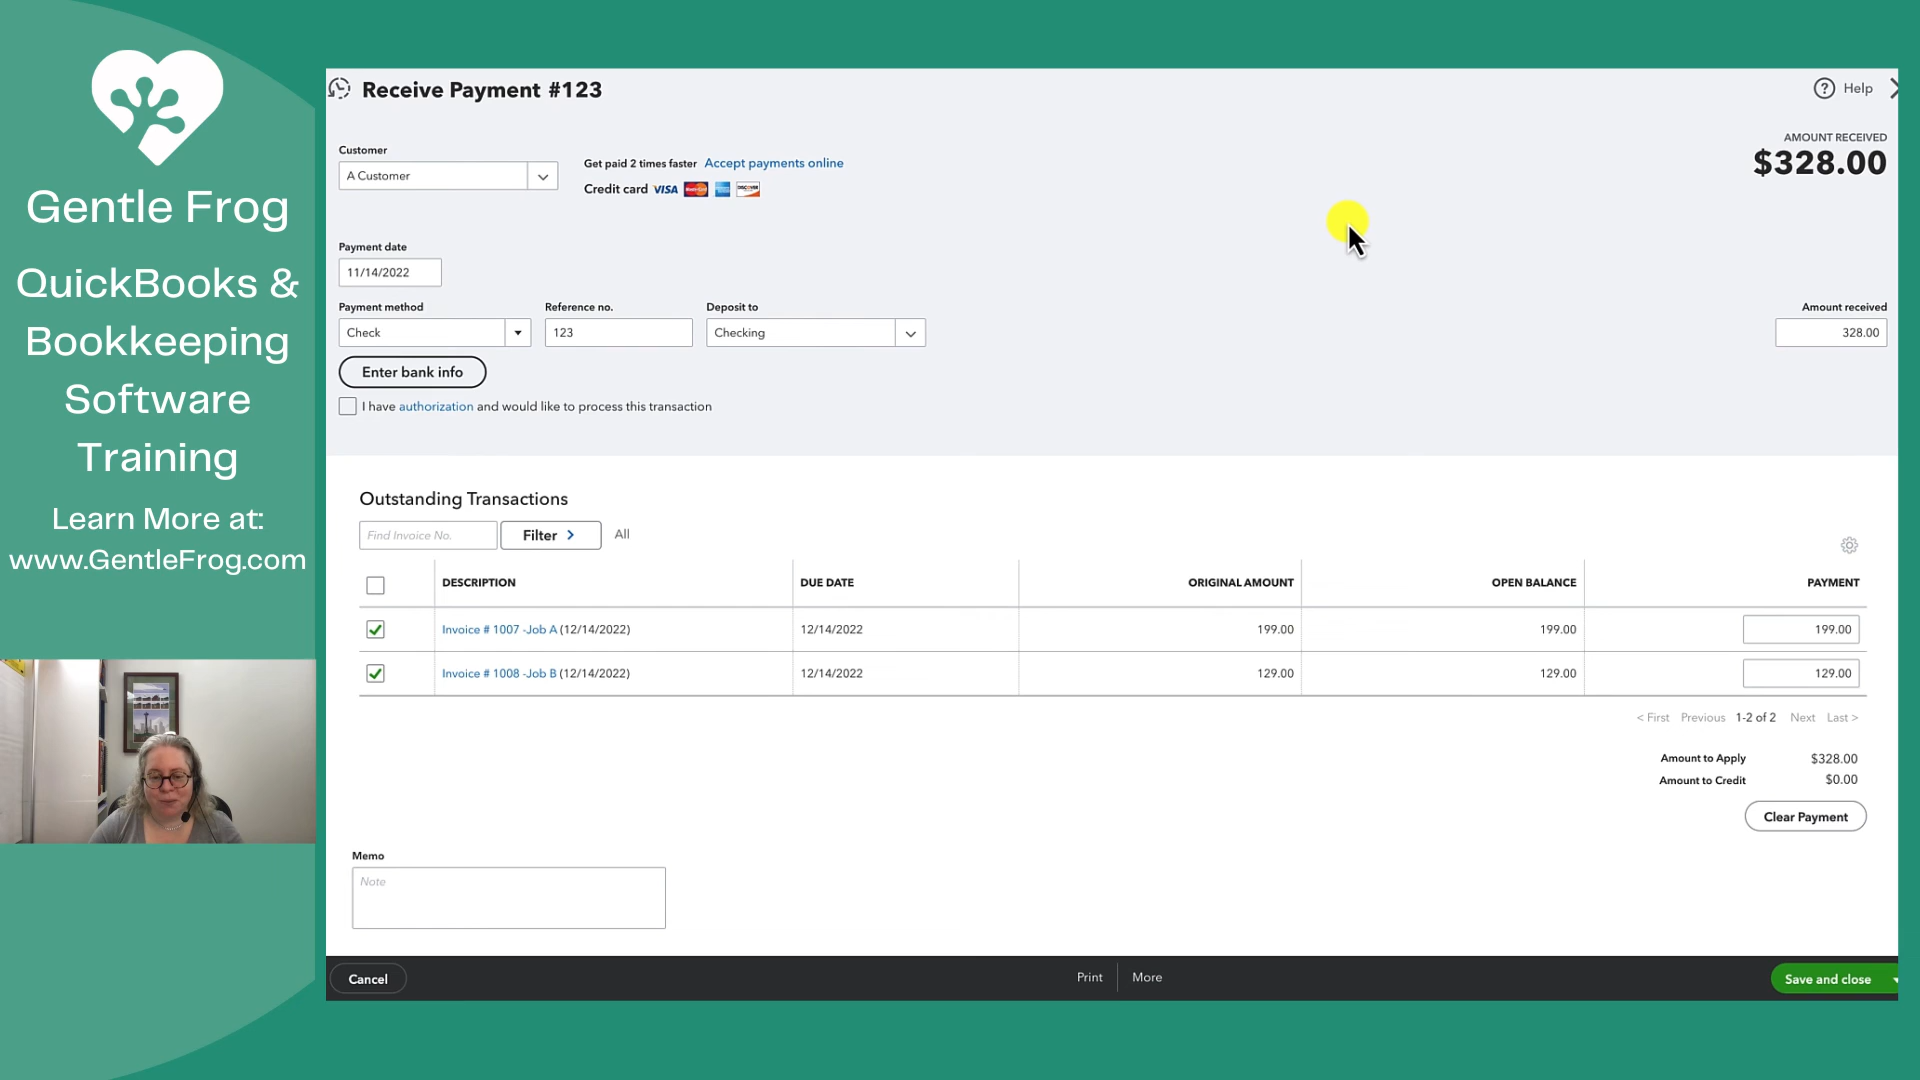 Gentle Frog
QuickBooks &
Bookkeeping
Software
Training
Learn More at:
www.GentleFrog.com
Receive Payment #123
Help
Customer
A Customer
Get paid 2 times faster Accept payments online
Credit card VISA MasterCard DISCOVER
AMOUNT RECEIVED
$328.00
Payment date
11/14/2022
Payment method
Reference no.
Deposit to
Amount received
Check
123
Checking
328.00
Enter bank info
I have authorization and would like to process this transaction
Outstanding Transactions
Find Invoice No.
Filter >
All
DESCRIPTION DUE DATE ORIGINAL AMOUNT OPEN BALANCE PAYMENT
Invoice # 1007 -Job A (12/14/2022) 12/14/2022 199.00 199.00 199.00
Invoice # 1008 -Job B (12/14/2022) 12/14/2022 129.00 129.00 129.00
< First Previous 1-2 of 2 Next Last >
Amount to Apply $328.00
Amount to Credit $0.00
Clear Payment
Memo
Note
Cancel
Print
More
Save and close